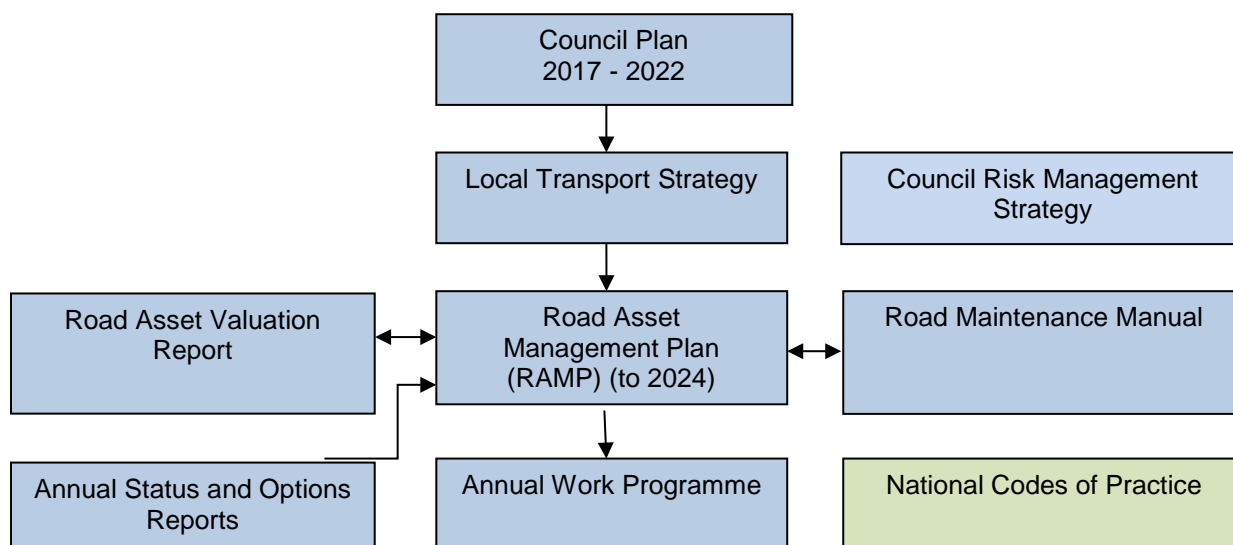 Council Plan
2017 - 2022
Local Transport Strategy
Council Risk Management
Strategy
Road Asset Valuation
Report
Road Asset
Management Plan
(RAMP) (to 2024)
Road Maintenance Manual
Annual Status and Options
Reports
Annual Work Programme
National Codes of Practice